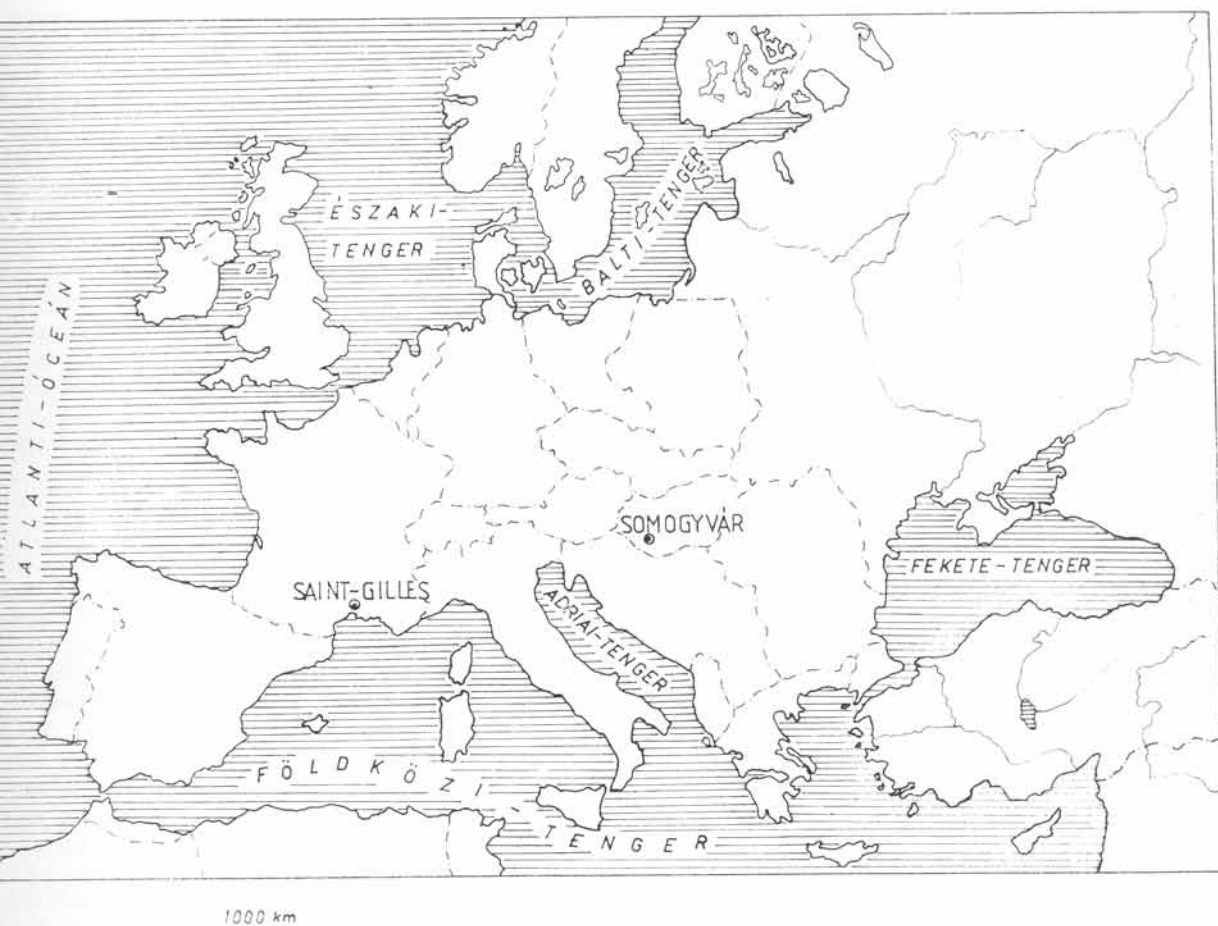 ÉSZAKI-
TENGER
BALTI-TENGER
ATLANTI-ÓCEÁN
SOMOGYVÁR
FEKETE-TENGER
SAINT-GILLES
ADRIAI-TENGER
FÖLDKÖZI-
TENGER
1000 km